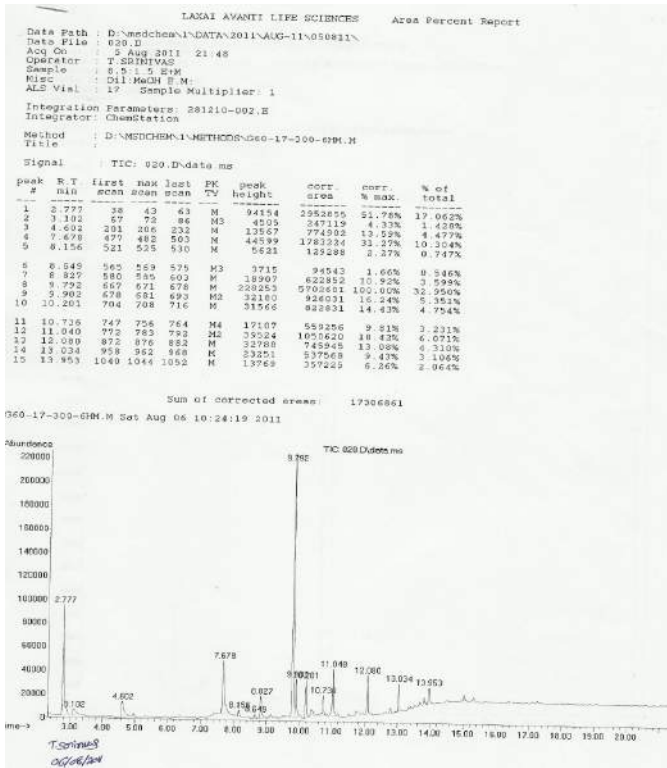 LAXAI AVANTI LIFE SCIENCES Area Percent Report
Data Path : D:\msdchem\1\DATA\2011\AUG-11\050811\
Data File : 020.D
Acq On : 5 Aug 2011 21:48
Operator : T.SRINIVAS
Sample : 8.5:1.5 E+M
Misc : Dil:MeOH E.M:
ALS Vial : 17 Sample Multiplier: 1
Integration Parameters: 281210-002.E
Integrator: ChemStation
Method : D:\MSDCHEM\1\METHODS\G60-17-300-6HM.M
Title :
Signal : TIC: 020.D\data.ms
peak R.T. first max last PK peak corr. corr. % of
# min scan scan scan TY height area % max. total
1 2.777 38 43 63 M 94154 2952855 51.78% 17.062%
2 3.102 67 72 86 M3 4505 247119 4.33% 1.428%
3 4.602 201 206 232 M 13567 774902 13.59% 4.477%
4 7.678 477 482 503 M 44599 1783224 31.27% 10.304%
5 8.156 521 525 530 M 5621 129288 2.27% 0.747%
6 8.649 565 569 575 M3 3715 94543 1.66% 0.546%
7 8.827 580 585 603 M 18907 622852 10.92% 3.599%
8 9.792 667 671 678 M 220253 5702601 100.00% 32.950%
9 9.902 678 681 693 M2 32180 926031 16.24% 5.351%
10 10.201 704 708 716 M 31566 822831 14.43% 4.754%
11 10.736 747 756 764 M4 17107 559256 9.81% 3.231%
12 11.040 772 783 792 M2 39524 1050620 18.42% 6.071%
13 12.080 872 876 882 M 32788 745945 13.08% 4.310%
14 13.034 958 962 968 M 23251 537568 9.43% 3.106%
15 13.953 1040 1044 1052 M 13769 357225 6.26% 2.064%
Sum of corrected areas: 17306861
G60-17-300-6HM.M Sat Aug 06 10:24:19 2011
Abundance
TIC: 020.D\data.ms
220000
9.792
200000
180000
160000
140000
120000
100000
2.777
80000
60000
7.678
40000
11.040
12.080
13.034
20000
4.602
8.827
10.736
13.953
3.102
8.156
8.649
0
3.00 4.00 5.00 6.00 7.00 8.00 9.00 10.00 11.00 12.00 13.00 14.00 15.00 16.00 17.00 18.00 19.00 20.00
T.Srinivas
06/08/2011